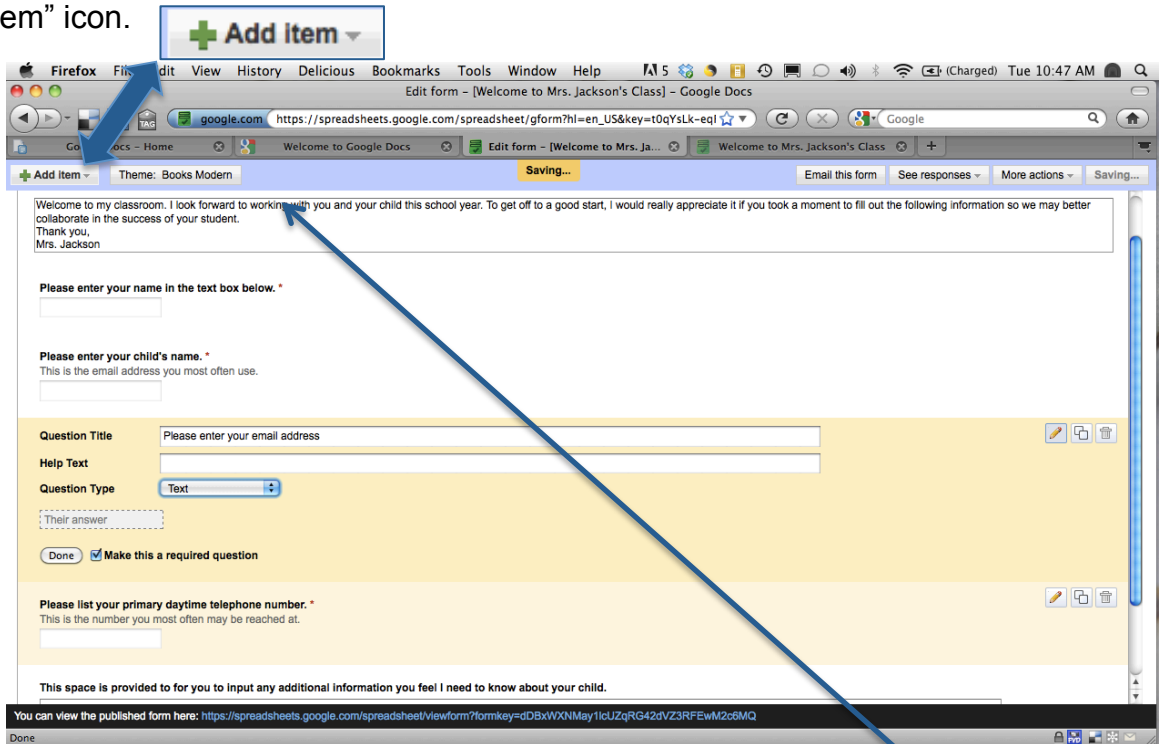 em” icon.
Add item
Firefox File Edit View History Delicious Bookmarks Tools Window Help 5 (Charged) Tue 10:47 AM
Edit form – [Welcome to Mrs. Jackson's Class] – Google Docs
TAG google.com https://spreadsheets.google.com/spreadsheet/gform?hl=en_US&key=t0qYsLk-eql Google
Docs – Home Welcome to Google Docs Edit form – [Welcome to Mrs. Ja... Welcome to Mrs. Jackson's Class
Add item Theme: Books Modern Saving... Email this form See responses More actions Saving...
Welcome to my classroom. I look forward to working with you and your child this school year. To get off to a good start, I would really appreciate it if you took a moment to fill out the following information so we may better
collaborate in the success of your student.
Thank you,
Mrs. Jackson
Please enter your name in the text box below. *
Please enter your child's name. *
This is the email address you most often use.
Question Title Please enter your email address
Help Text
Question Type Text
Their answer
Done Make this a required question
Please list your primary daytime telephone number. *
This is the number you most often may be reached at.
This space is provided to for you to input any additional information you feel I need to know about your child.
You can view the published form here: https://spreadsheets.google.com/spreadsheet/viewform?formkey=dDBxWXNMay1lcUZqRG42dVZ3RFEwM2c6MQ
Done